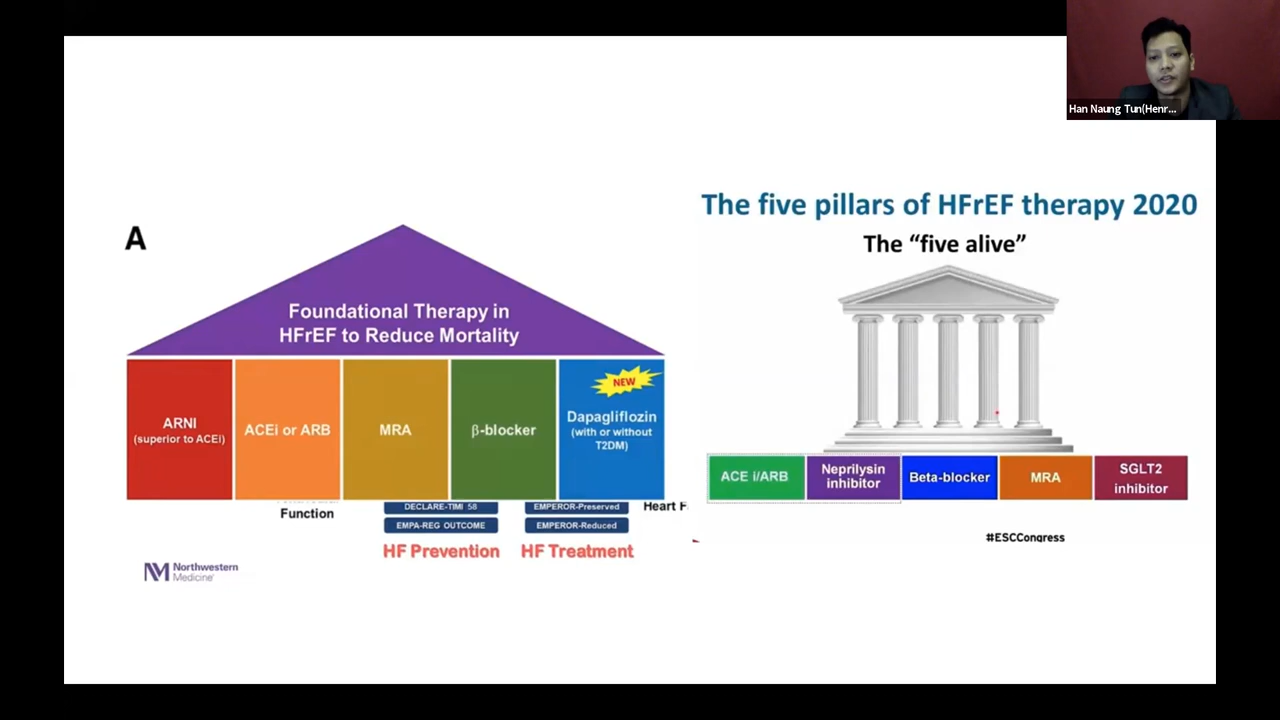 Han Naung Tun(Henr...
A
Foundational Therapy in
HFrEF to Reduce Mortality
ARNI
(superior to ACEi)
ACEi or ARB
MRA
β-blocker
NEW
Dapagliflozin
(with or without
T2DM)
Function
DECLARE-TIMI 58
EMPA-REG OUTCOME
HF Prevention
EMPEROR-Preserved
EMPEROR-Reduced
HF Treatment
Heart F
NM Northwestern
Medicine®
The five pillars of HFrEF therapy 2020
The “five alive”
ACE i/ARB
Neprilysin
inhibitor
Beta-blocker
MRA
SGLT2
inhibitor
#ESCCongress